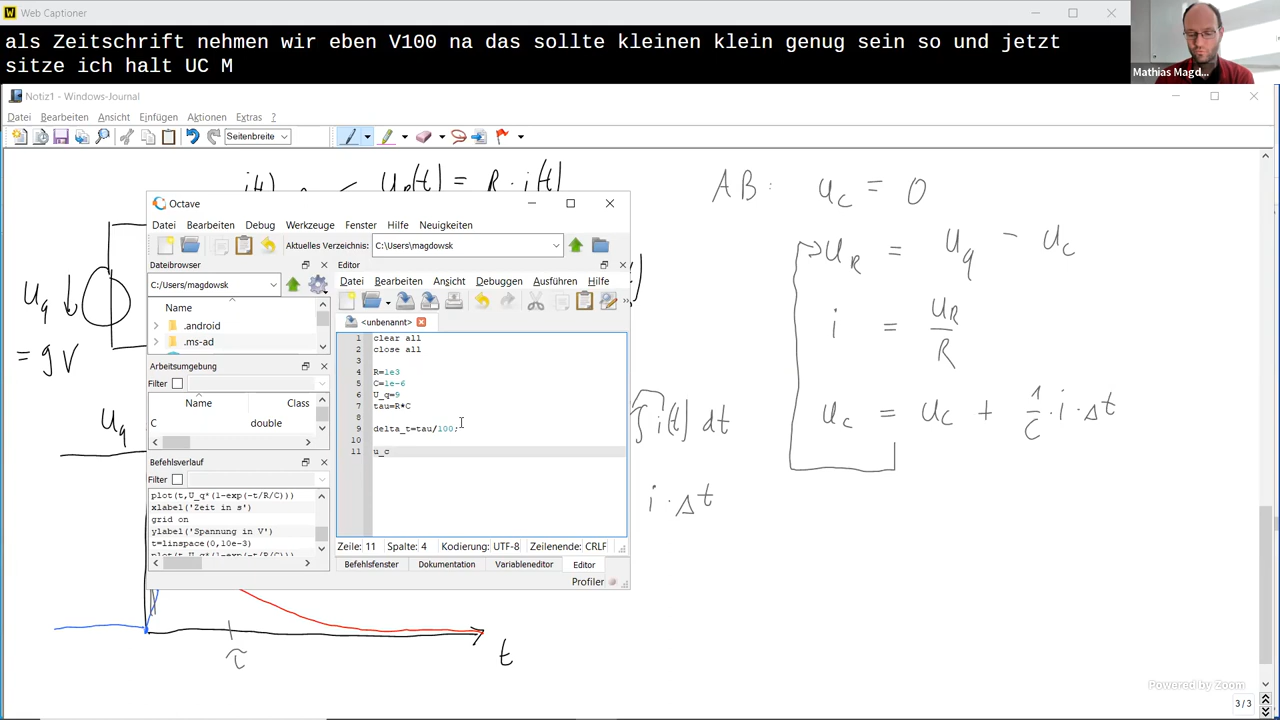 Web Captioner
als Zeitschrift nehmen wir eben V100 na das sollte kleinen klein genug sein so und jetzt
sitze ich halt UC M
Mathias Magd...
Notiz1 - Windows-Journal
Datei Bearbeiten Ansicht Einfügen Aktionen Extras ?
Seitenbreite
i(t) u_R(t) = R · i(t)
AB: u_C = 0
u_R = u_q - u_C
i = u_R / R
u_C = u_C + 1/C · i · Δt
u_q
= 9V
u_q
∫ i(t) dt
i · Δt
τ
t
Octave
Datei Bearbeiten Debug Werkzeuge Fenster Hilfe Neuigkeiten
Aktuelles Verzeichnis: C:\Users\magdowsk
Dateibrowser
C:\Users/magdowsk
Name
.android
.ms-ad
Arbeitsumgebung
Filter
Name Class
C double
Befehlsverlauf
Filter
plot(t,U_q*(1-exp(-t/R/C)))
xlabel('Zeit in s')
grid on
ylabel('Spannung in V')
t=linspace(0,10e-3)
plot(t,U_q*(1-exp(-t/R/C)))
Editor
Datei Bearbeiten Ansicht Debuggen Ausführen Hilfe
<unbenannt>
1 clear all
2 close all
3
4 R=1e3
5 C=1e-6
6 U_q=9
7 tau=R*C
8
9 delta_t=tau/100;
10
11 u_c
Zeile: 11 Spalte: 4 Kodierung: UTF-8 Zeilenende: CRLF
Befehlsfenster Dokumentation Variableneditor Editor
Profiler
Produced by Zoom
3 / 3